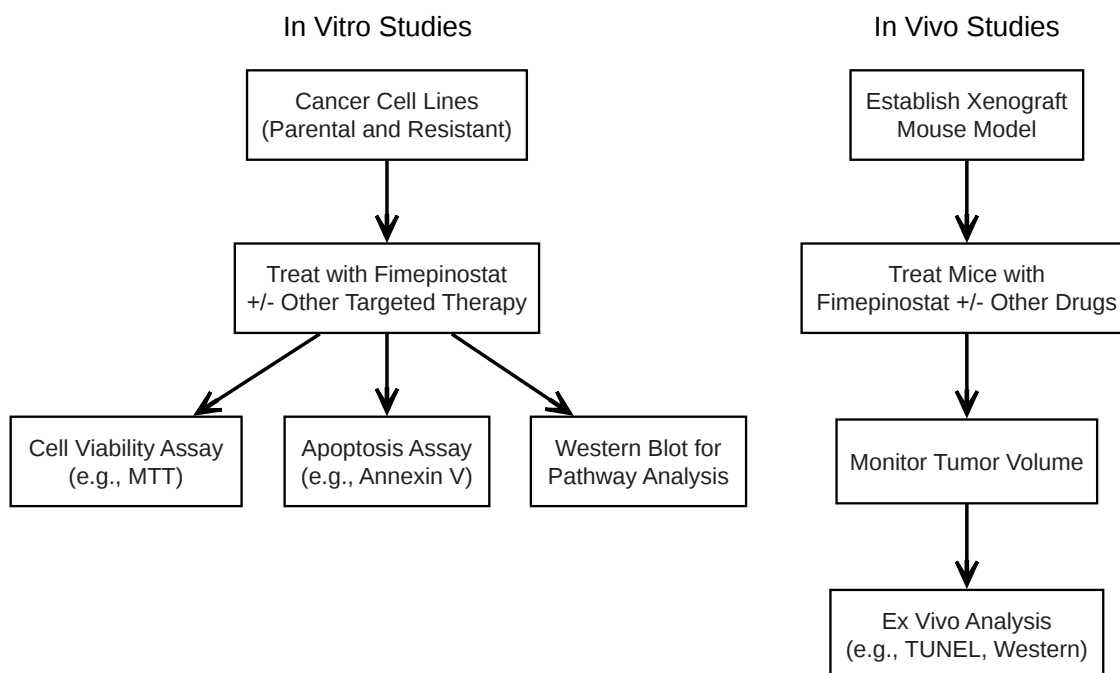 In Vitro Studies
Cancer Cell Lines
(Parental and Resistant)
Treat with Fimepinostat
+/- Other Targeted Therapy
Cell Viability Assay
(e.g., MTT)
Apoptosis Assay
(e.g., Annexin V)
Western Blot for
Pathway Analysis
In Vivo Studies
Establish Xenograft
Mouse Model
Treat Mice with
Fimepinostat +/- Other Drugs
Monitor Tumor Volume
Ex Vivo Analysis
(e.g., TUNEL, Western)